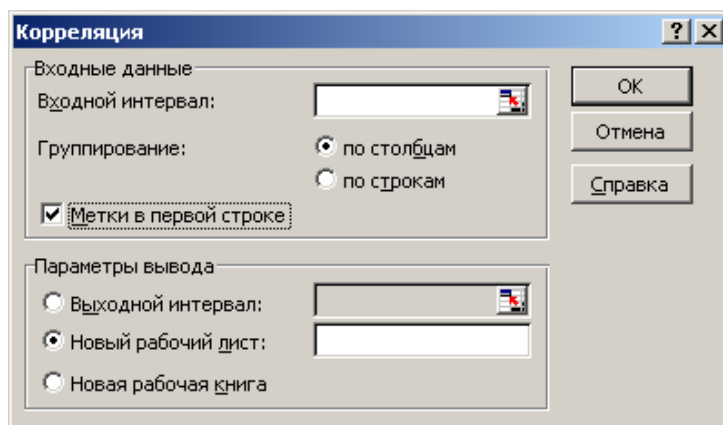 Корреляция
Входные данные
Входной интервал:
Группирование:
по столбцам
по строкам
Метки в первой строке
Параметры вывода
Выходной интервал:
Новый рабочий лист:
Новая рабочая книга
ОК
Отмена
Справка